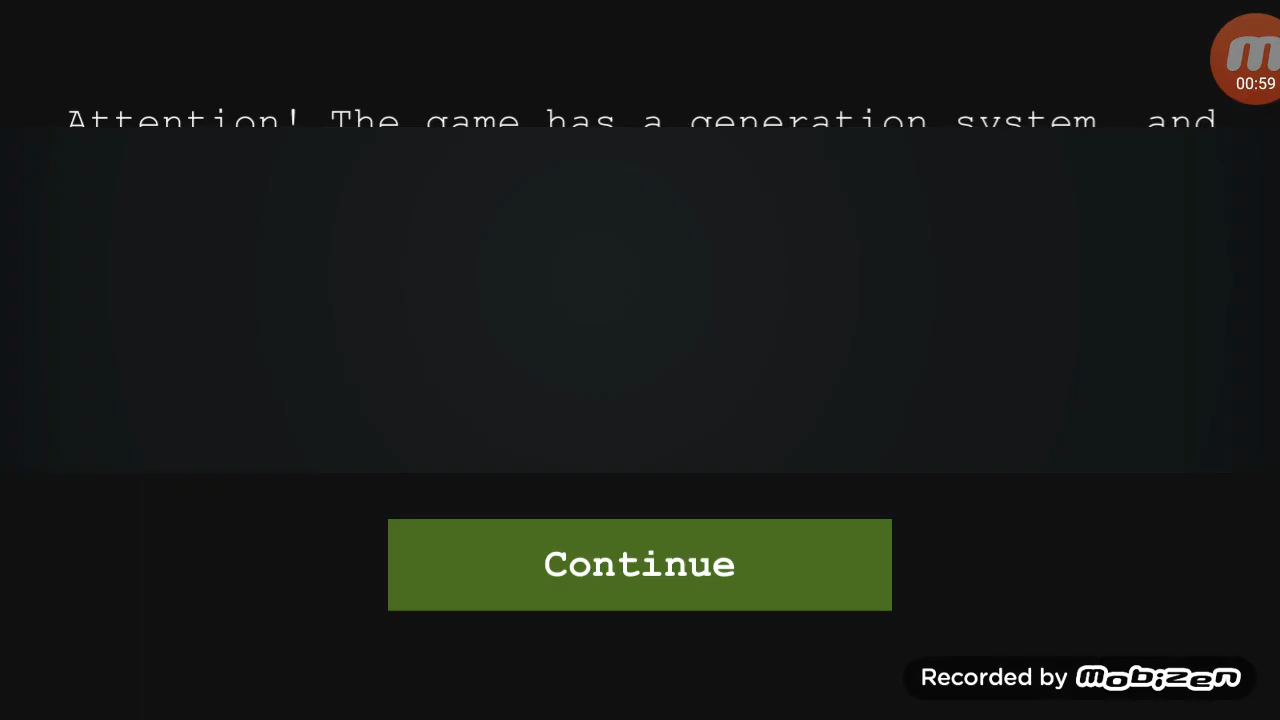 m
00:59
Attention! The game has a generation system, and
Continue
Recorded by mobizen